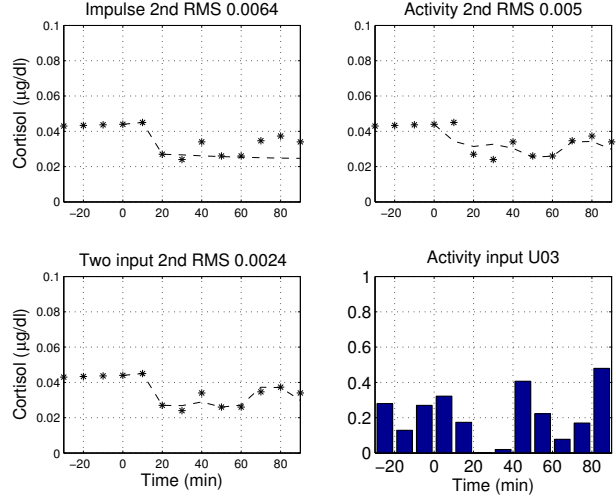 Impulse 2nd RMS 0.0064
Activity 2nd RMS 0.005
0.1
0.08
0.06
0.04
0.02
0
Cortisol (μg/dl)
−20 0 20 40 60 80
0.1
0.08
0.06
0.04
0.02
0
−20 0 20 40 60 80
Two input 2nd RMS 0.0024
Activity input U03
0.1
0.08
0.06
0.04
0.02
0
Cortisol (μg/dl)
−20 0 20 40 60 80
Time (min)
1
0.8
0.6
0.4
0.2
0
−20 0 20 40 60 80
Time (min)